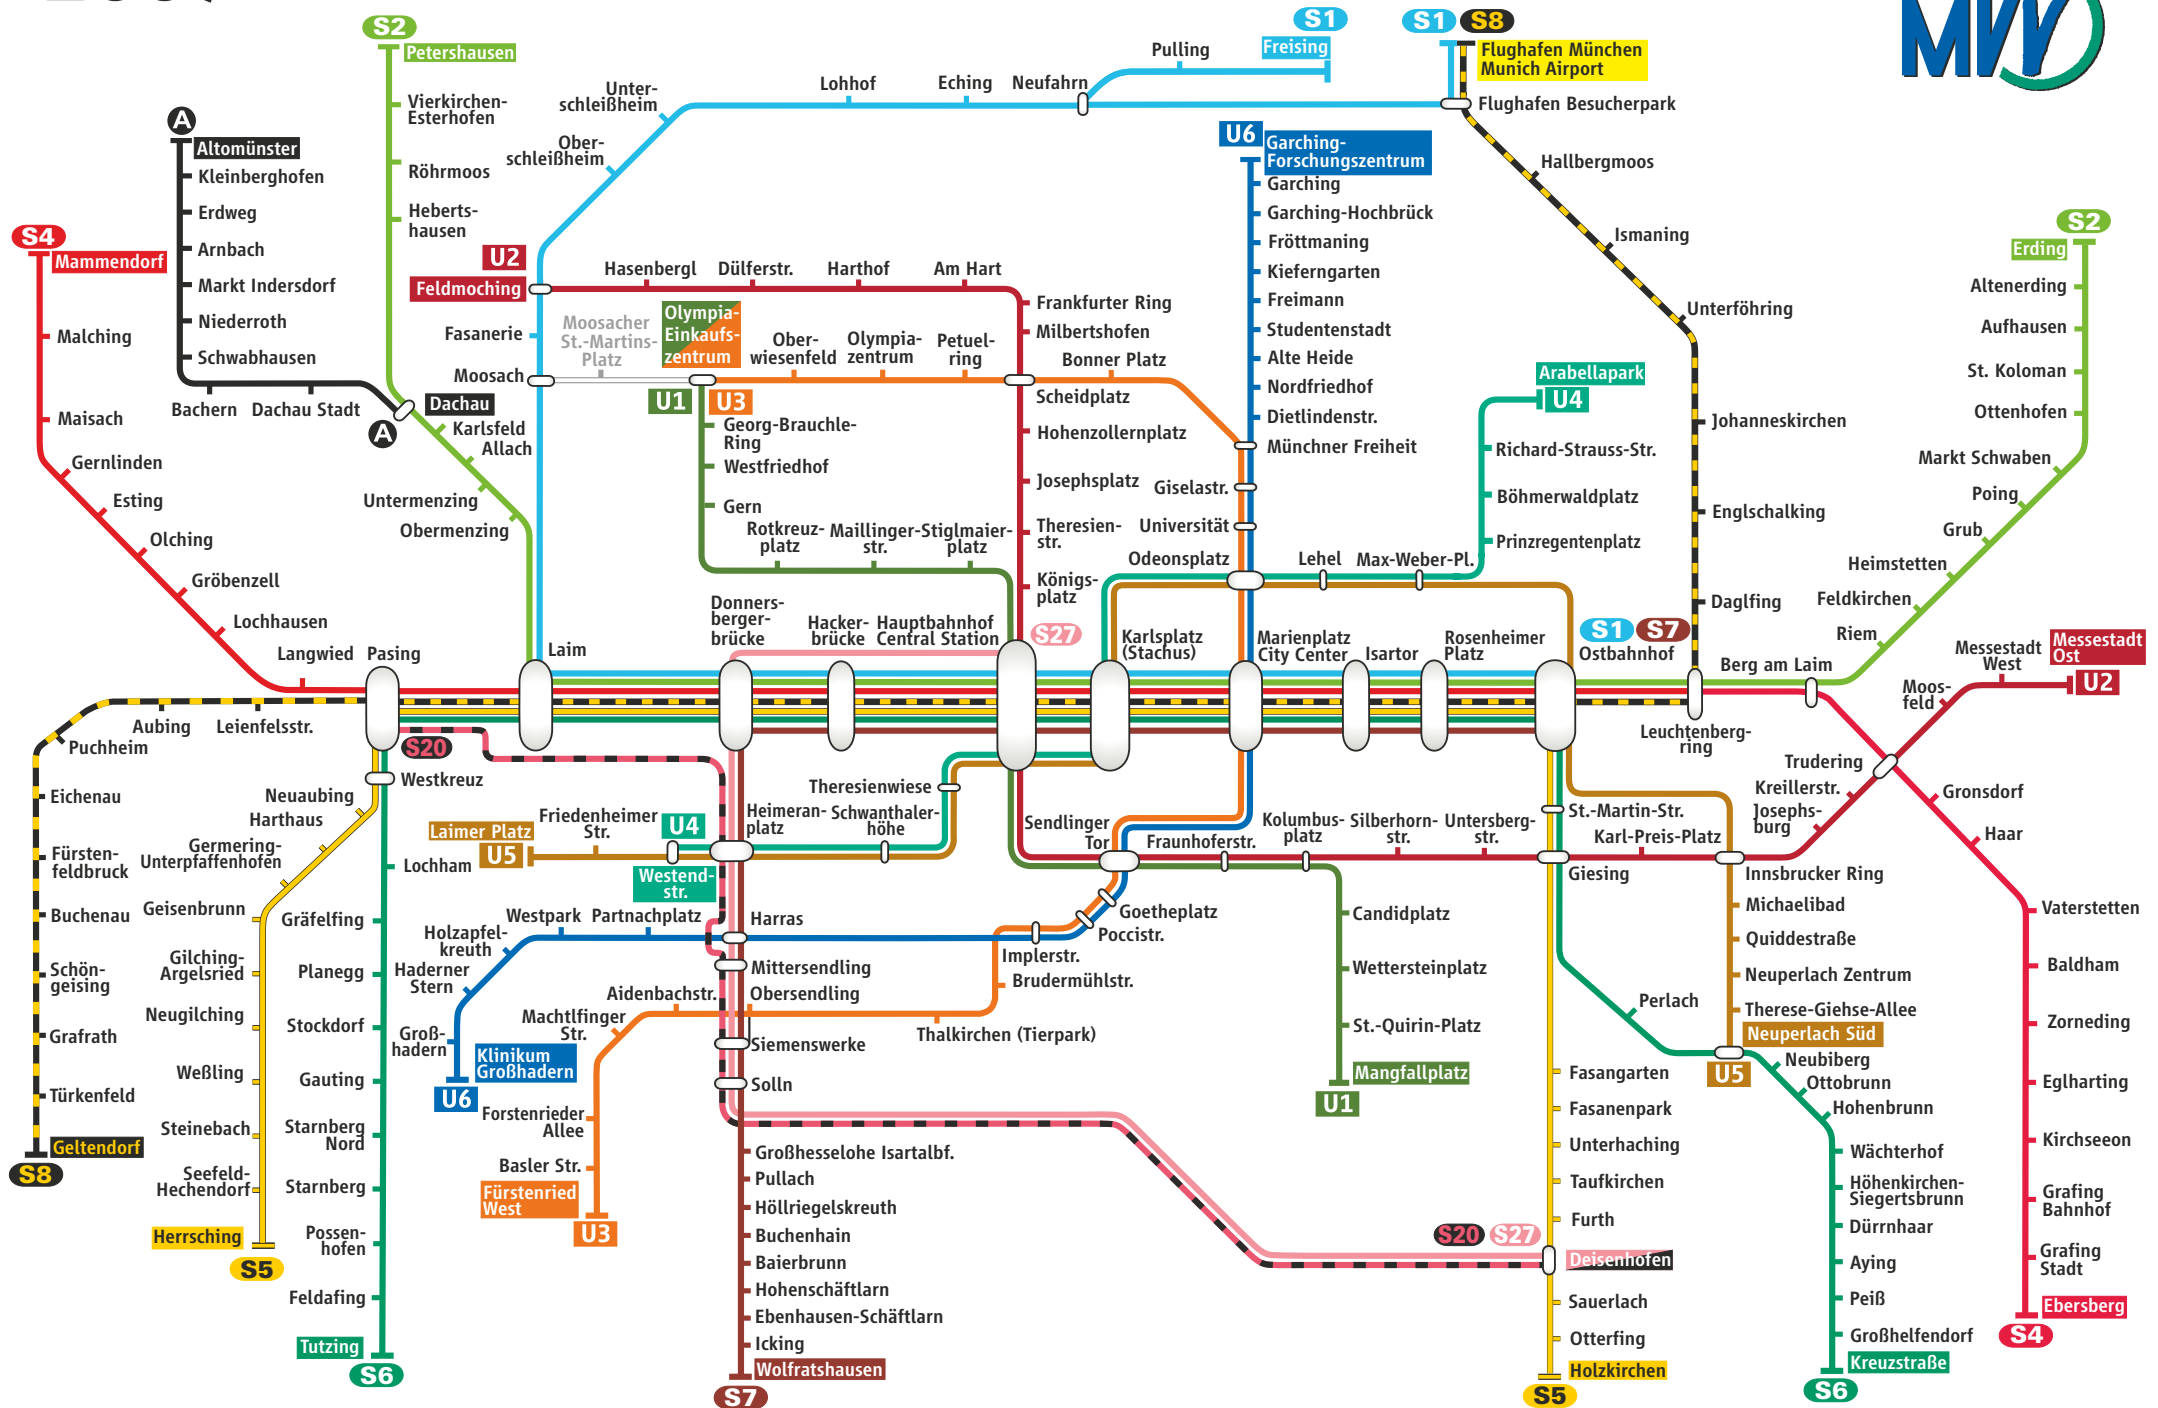 S2
Petershausen
Vierkirchen-
Esterhofen
Röhrmoos
Heberts-
hausen
A
Altomünster
Kleinberghofen
Erdweg
Arnbach
Markt Indersdorf
Niederroth
Schwabhausen
Bachern
Dachau Stadt
A
Dachau
Karlsfeld
Allach
Untermenzing
Obermenzing
S4
Mammendorf
Malching
Maisach
Gernlinden
Esting
Olching
Gröbenzell
Lochhausen
Langwied
Pasing
Laim
S1
Freising
Pulling
Neufahrn
Eching
Lohhof
Unter-
schleißheim
Ober-
schleißheim
S1
S8
Flughafen München
Munich Airport
Flughafen Besucherpark
Hallbergmoos
Ismaning
Unterföhring
Johanneskirchen
Englschalking
Daglfing
MVV
U2
Feldmoching
Hasenbergl
Dülferstr.
Harthof
Am Hart
Frankfurter Ring
Milbertshofen
Fasanerie
Moosacher
St.-Martins-
Platz
Moosach
Olympia-
Einkaufs-
zentrum
U1
U3
Ober-
wiesenfeld
Olympia-
zentrum
Petuel-
ring
Bonner Platz
Scheidplatz
Georg-Brauchle-
Ring
Westfriedhof
Gern
Rotkreuz-
platz
Maillinger-
str.
Stiglmaier-
platz
Hohenzollernplatz
Josephsplatz
Theresien-
str.
Königs-
platz
U6
Garching-
Forschungszentrum
Garching
Garching-Hochbrück
Fröttmaning
Kieferngarten
Freimann
Studentenstadt
Alte Heide
Nordfriedhof
Dietlindenstr.
Münchner Freiheit
Giselastr.
Universität
Odeonsplatz
Lehel
Max-Weber-Pl.
Arabellapark
U4
Richard-Strauss-Str.
Böhmerwaldplatz
Prinzregentenplatz
S2
Erding
Altenerding
Aufhausen
St. Koloman
Ottenhofen
Markt Schwaben
Poing
Grub
Heimstetten
Feldkirchen
Riem
Berg am Laim
Leuchtenberg-
ring
Donners-
berger-
brücke
Hacker-
brücke
Hauptbahnhof
Central Station
S27
Karlsplatz
(Stachus)
Marienplatz
City Center
Isartor
Rosenheimer
Platz
S1
S7
Ostbahnhof
Messestadt
West
Messestadt
Ost
U2
Moos-
feld
Trudering
Kreillerstr.
Josephs-
burg
Gronsdorf
Haar
Vaterstetten
Baldham
Zorneding
Eglharting
Kirchseeon
Grafing
Bahnhof
Grafing
Stadt
Ebersberg
S4
Aubing
Leienfelsstr.
Puchheim
Eichenau
Fürsten-
feldbruck
Buchenau
Schön-
geising
Grafrath
Türkenfeld
Geltendorf
S8
S20
Westkreuz
Neuaubing
Harthaus
Germering-
Unterpfaffenhofen
Geisenbrunn
Gilching-
Argelsried
Neugilching
Weßling
Steinebach
Seefeld-
Hechendorf
Herrsching
S5
Lochham
Gräfelfing
Planegg
Stockdorf
Gauting
Starnberg
Nord
Starnberg
Possen-
hofen
Feldafing
Tutzing
S6
Laimer Platz
U5
Friedenheimer
Str.
U4
Westend-
str.
Heimeran-
platz
Schwanthaler-
höhe
Theresienwiese
Holzapfel-
kreuth
Westpark
Partnachplatz
Harras
Haderner
Stern
Groß-
hadern
Klinikum
Großhadern
U6
Mittersendling
Obersendling
Siemenswerke
Solln
Aidenbachstr.
Machtlfinger
Str.
Forstenrieder
Allee
Basler Str.
Fürstenried
West
U3
Thalkirchen (Tierpark)
Brudermühlstr.
Implerstr.
Poccistr.
Goetheplatz
Sendlinger
Tor
Fraunhoferstr.
Kolumbus-
platz
Silberhorn-
str.
Untersberg-
str.
St.-Martin-Str.
Karl-Preis-Platz
Giesing
Innsbrucker Ring
Michaelibad
Quiddestraße
Neuperlach Zentrum
Therese-Giehse-Allee
Neuperlach Süd
U5
Candidplatz
Wettersteinplatz
St.-Quirin-Platz
Mangfallplatz
U1
Großhesselohe Isartalbf.
Pullach
Höllriegelskreuth
Buchenhain
Baierbrunn
Hohenschäftlarn
Ebenhausen-Schäftlarn
Icking
Wolfratshausen
S7
Fasangarten
Fasanenpark
Unterhaching
Taufkirchen
Furth
S20
S27
Deisenhofen
Sauerlach
Otterfing
Holzkirchen
S5
Perlach
Neubiberg
Ottobrunn
Hohenbrunn
Wächterhof
Höhenkirchen-
Siegertsbrunn
Dürrnhaar
Aying
Peiß
Großhelfendorf
Kreuzstraße
S6